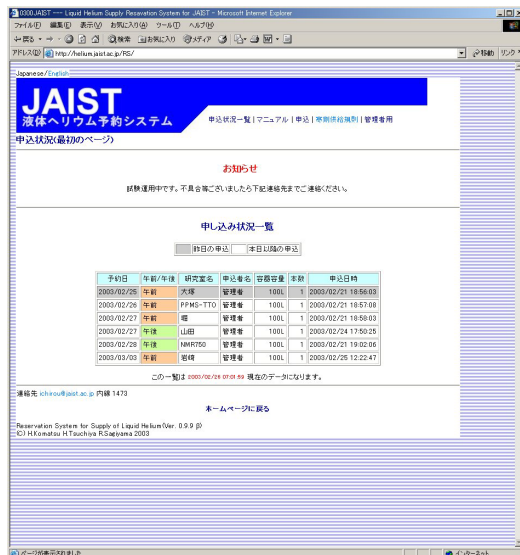 0300JAIST --- Liquid Helium Supply Resavation System for JAIST - Microsoft Internet Explorer
ファイル(F) 編集(E) 表示(V) お気に入り(A) ツール(T) ヘルプ(H)
戻る 検索 お気に入り メディア
アドレス(D) http://helium.jaist.ac.jp/RS/ 移動 リンク
Japanese/English
JAIST
液体ヘリウム予約システム
申込状況一覧 | マニュアル | 申込 | 寒剤供給規則 | 管理者用
申込状況(最初のページ)
お知らせ
試験運用中です。不具合等ございましたら下記連絡先までご連絡ください。
申し込み状況一覧
昨日の申込 本日以降の申込
予約日 午前/午後 研究室名 申込者名 容器容量 本数 申込日時
2003/02/25 午前 大塚 管理者 100L 1 2003/02/21 18:56:03
2003/02/26 午前 PPMS-TTO 管理者 100L 1 2003/02/21 18:57:08
2003/02/27 午前 堀 管理者 100L 1 2003/02/21 18:58:03
2003/02/27 午後 山田 管理者 100L 1 2003/02/24 17:50:25
2003/02/28 午後 NMR750 管理者 100L 1 2003/02/21 19:02:06
2003/03/03 午前 岩崎 管理者 100L 1 2003/02/25 12:22:47
この一覧は 2003/02/26 07:01:59 現在のデータになります。
連絡先 ichirou@jaist.ac.jp 内線 1473
ホームページに戻る
Reservation System for Supply of Liquid Helium(Ver. 0.9.9 β)
(C) H.Komatsu H.Tsuchiya R.Sagiyama 2003
ページが表示されました
インターネット